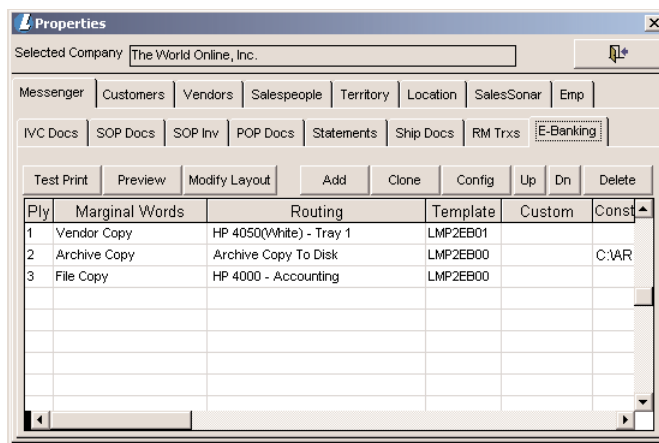 Properties
Selected Company The World Online, Inc.
Messenger Customers Vendors Salespeople Territory Location SalesSonar Emp
IVC Docs SOP Docs SOP Inv POP Docs Statements Ship Docs RM Trxs E-Banking
Test Print Preview Modify Layout Add Clone Config Up Dn Delete
Ply Marginal Words Routing Template Custom Const
1 Vendor Copy HP 4050(White) - Tray 1 LMP2EB01
2 Archive Copy Archive Copy To Disk LMP2EB00 C:\AR
3 File Copy HP 4000 - Accounting LMP2EB00